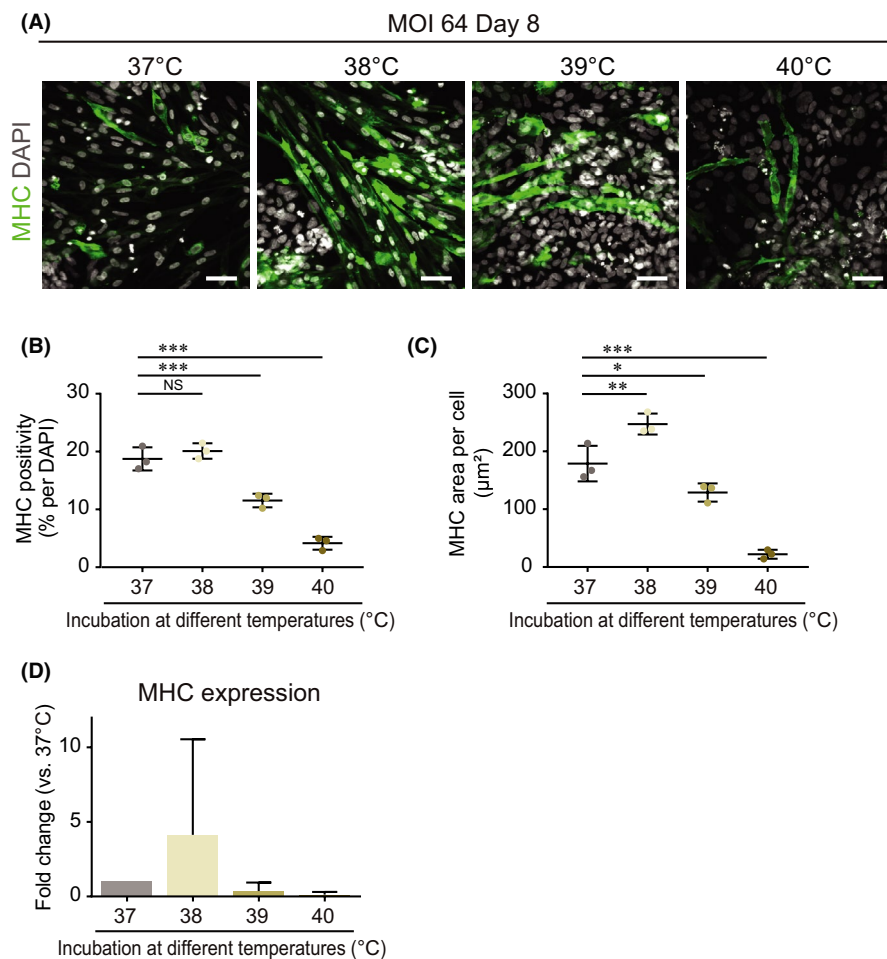 (A)
MOI 64 Day 8
37°C 38°C 39°C 40°C
MHC DAPI
(B)
***
***
NS
MHC positivity
(% per DAPI)
30
20
10
0
37 38 39 40
Incubation at different temperatures (°C)
(C)
***
*
**
MHC area per cell
(µm²)
300
200
100
0
37 38 39 40
Incubation at different temperatures (°C)
(D)
MHC expression
Fold change (vs. 37°C)
10
5
0
37 38 39 40
Incubation at different temperatures (°C)